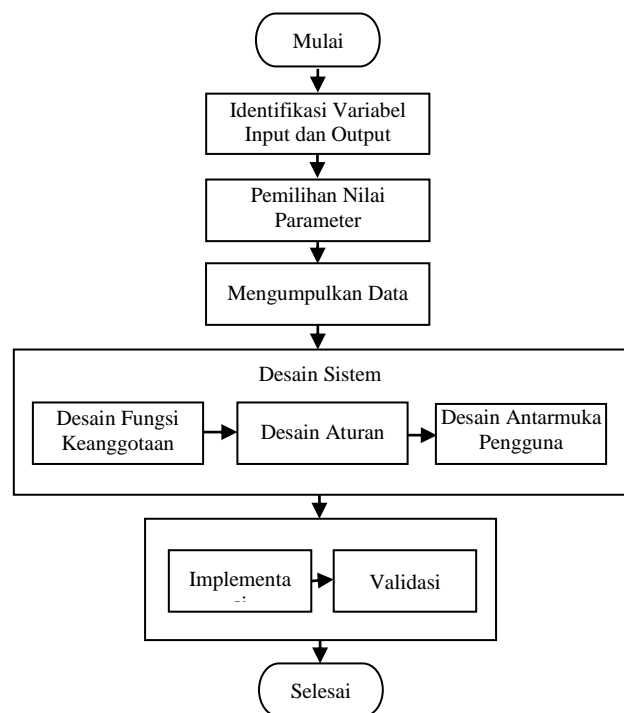 Mulai
Identifikasi Variabel
Input dan Output
Pemilihan Nilai
Parameter
Mengumpulkan Data
Desain Sistem
Desain Fungsi
Keanggotaan
Desain Aturan
Desain Antarmuka
Pengguna
Implementa
Validasi
Selesai